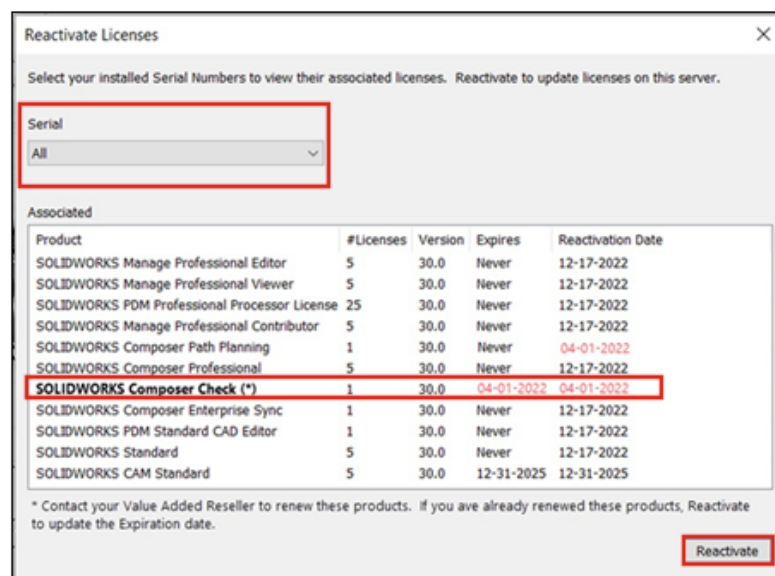 Reactivate Licenses
Select your installed Serial Numbers to view their associated licenses. Reactivate to update licenses on this server.
Serial
All
Associated
Product #Licenses Version Expires Reactivation Date
SOLIDWORKS Manage Professional Editor 5 30.0 Never 12-17-2022
SOLIDWORKS Manage Professional Viewer 5 30.0 Never 12-17-2022
SOLIDWORKS PDM Professional Processor License 25 30.0 Never 12-17-2022
SOLIDWORKS Manage Professional Contributor 5 30.0 Never 12-17-2022
SOLIDWORKS Composer Path Planning 1 30.0 Never 04-01-2022
SOLIDWORKS Composer Professional 5 30.0 Never 12-17-2022
SOLIDWORKS Composer Check (*) 1 30.0 04-01-2022 04-01-2022
SOLIDWORKS Composer Enterprise Sync 1 30.0 Never 12-17-2022
SOLIDWORKS PDM Standard CAD Editor 1 30.0 Never 12-17-2022
SOLIDWORKS Standard 5 30.0 Never 12-17-2022
SOLIDWORKS CAM Standard 5 30.0 12-31-2025 12-31-2025
* Contact your Value Added Reseller to renew these products. If you ave already renewed these products, Reactivate
to update the Expiration date.
Reactivate